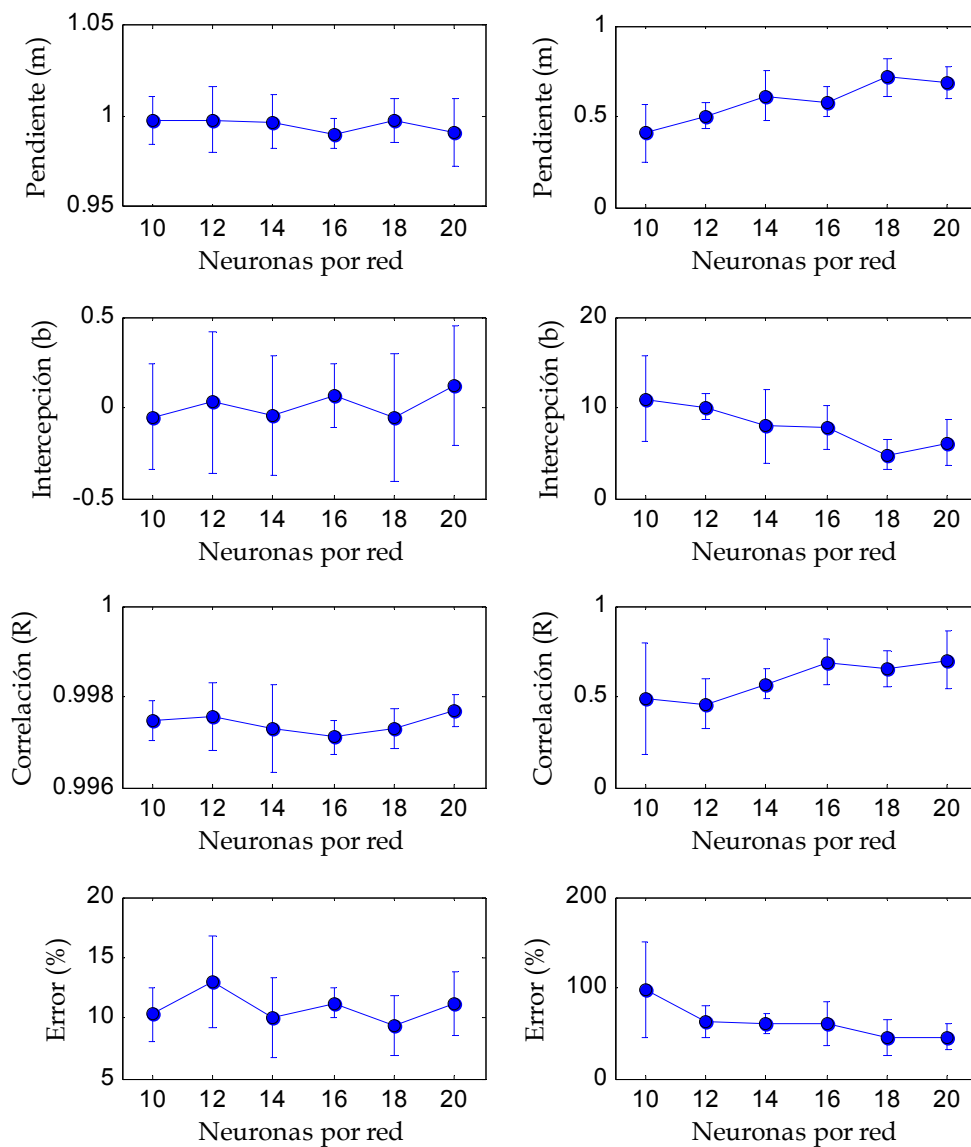 1.05
1
0.95
Pendiente (m)
10 12 14 16 18 20
Neuronas por red
1
0.5
0
Pendiente (m)
10 12 14 16 18 20
Neuronas por red
0.5
0
-0.5
Intercepción (b)
10 12 14 16 18 20
Neuronas por red
20
10
0
Intercepción (b)
10 12 14 16 18 20
Neuronas por red
1
0.998
0.996
Correlación (R)
10 12 14 16 18 20
Neuronas por red
1
0.5
0
Correlación (R)
10 12 14 16 18 20
Neuronas por red
20
15
10
5
Error (%)
10 12 14 16 18 20
Neuronas por red
200
100
0
Error (%)
10 12 14 16 18 20
Neuronas por red